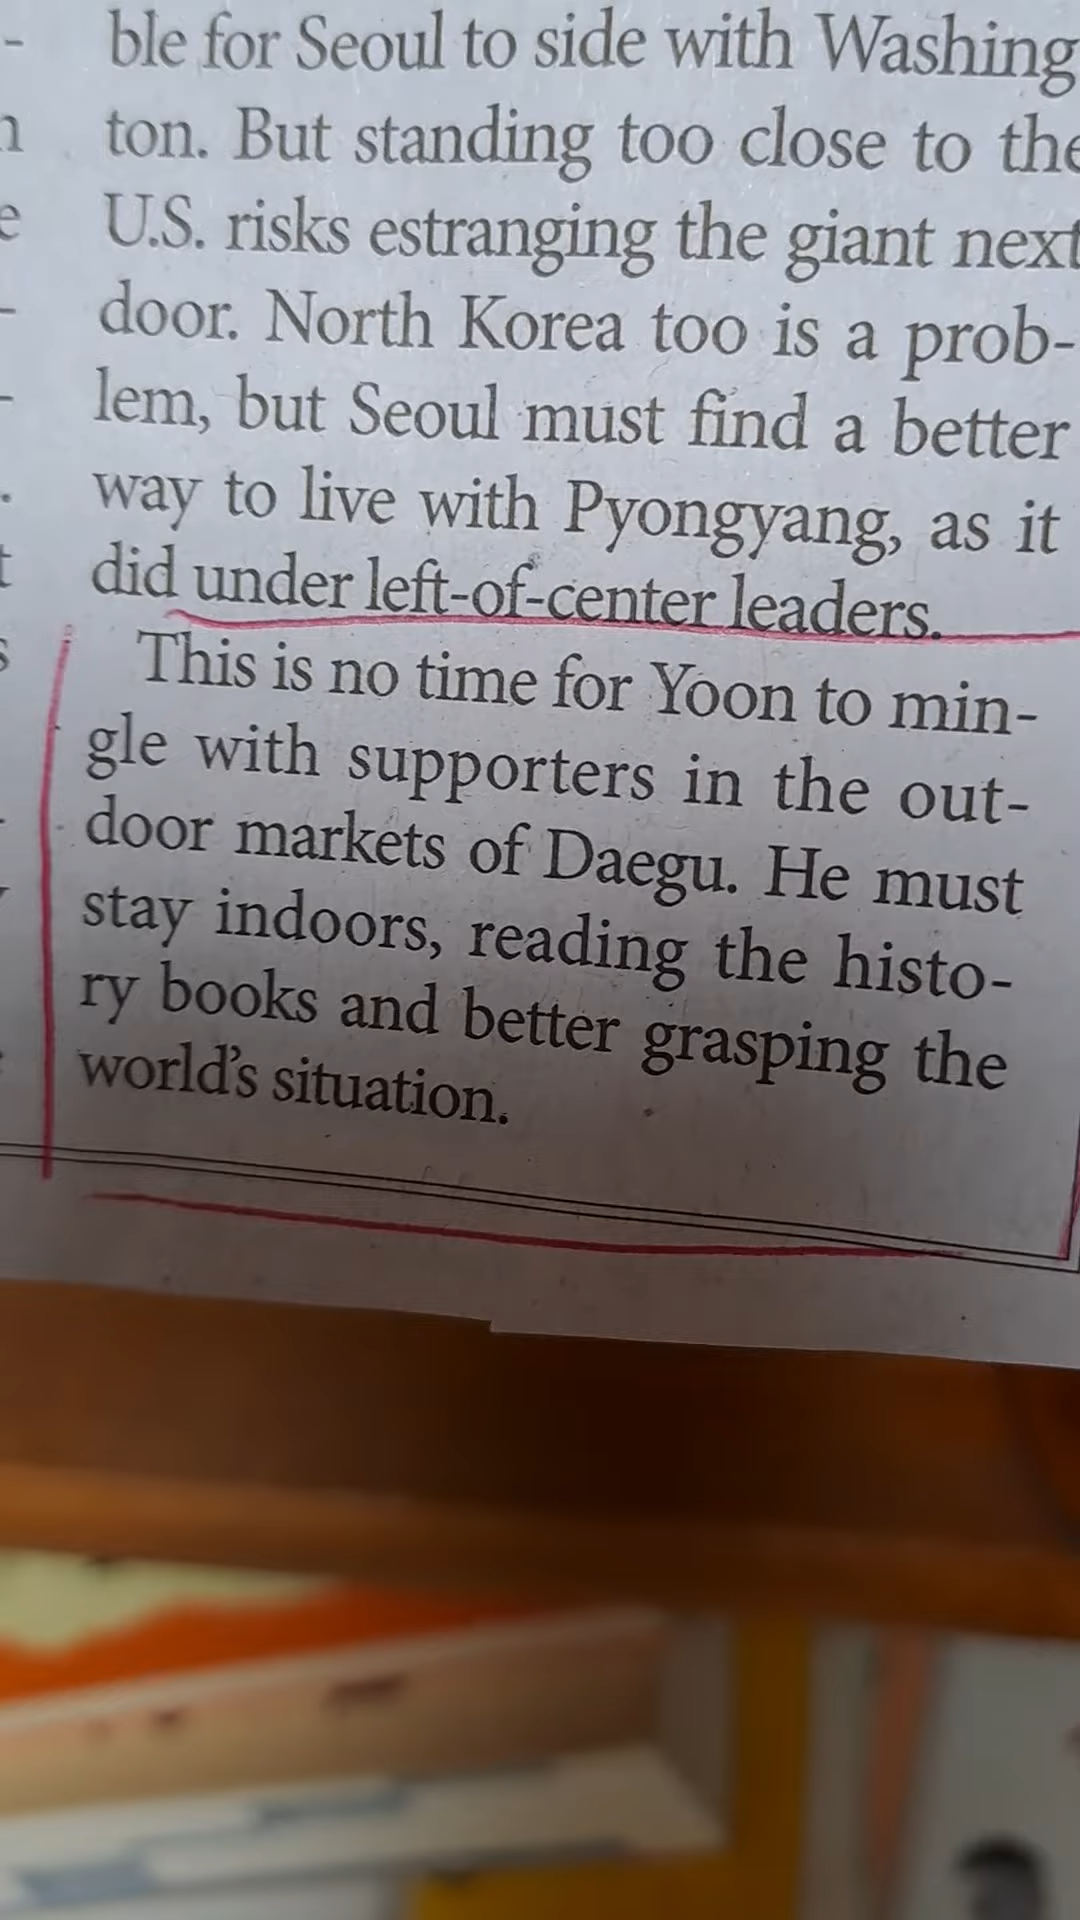 ble for Seoul to side with Washing
ton. But standing too close to the
U.S. risks estranging the giant next
door. North Korea too is a prob-
lem, but Seoul must find a better
way to live with Pyongyang, as it
did under left-of-center leaders.
This is no time for Yoon to min-
gle with supporters in the out-
door markets of Daegu. He must
stay indoors, reading the histo-
ry books and better grasping the
world's situation.